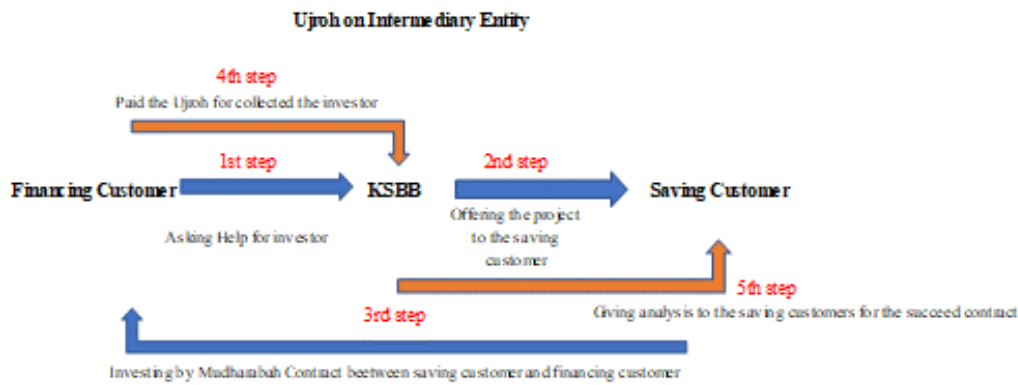 Ujroh on Intermediary Entity
4th step
Paid the Ujroh for collected the investor
1st step
2nd step
Financing Customer
KSBB
Saving Customer
Asking Help for investor
Offering the project
to the saving
customer
3rd step
5th step
Giving analysis to the saving customers for the succeed contract
Investing by Mudharabah Contract beetween saving customer and financing customer